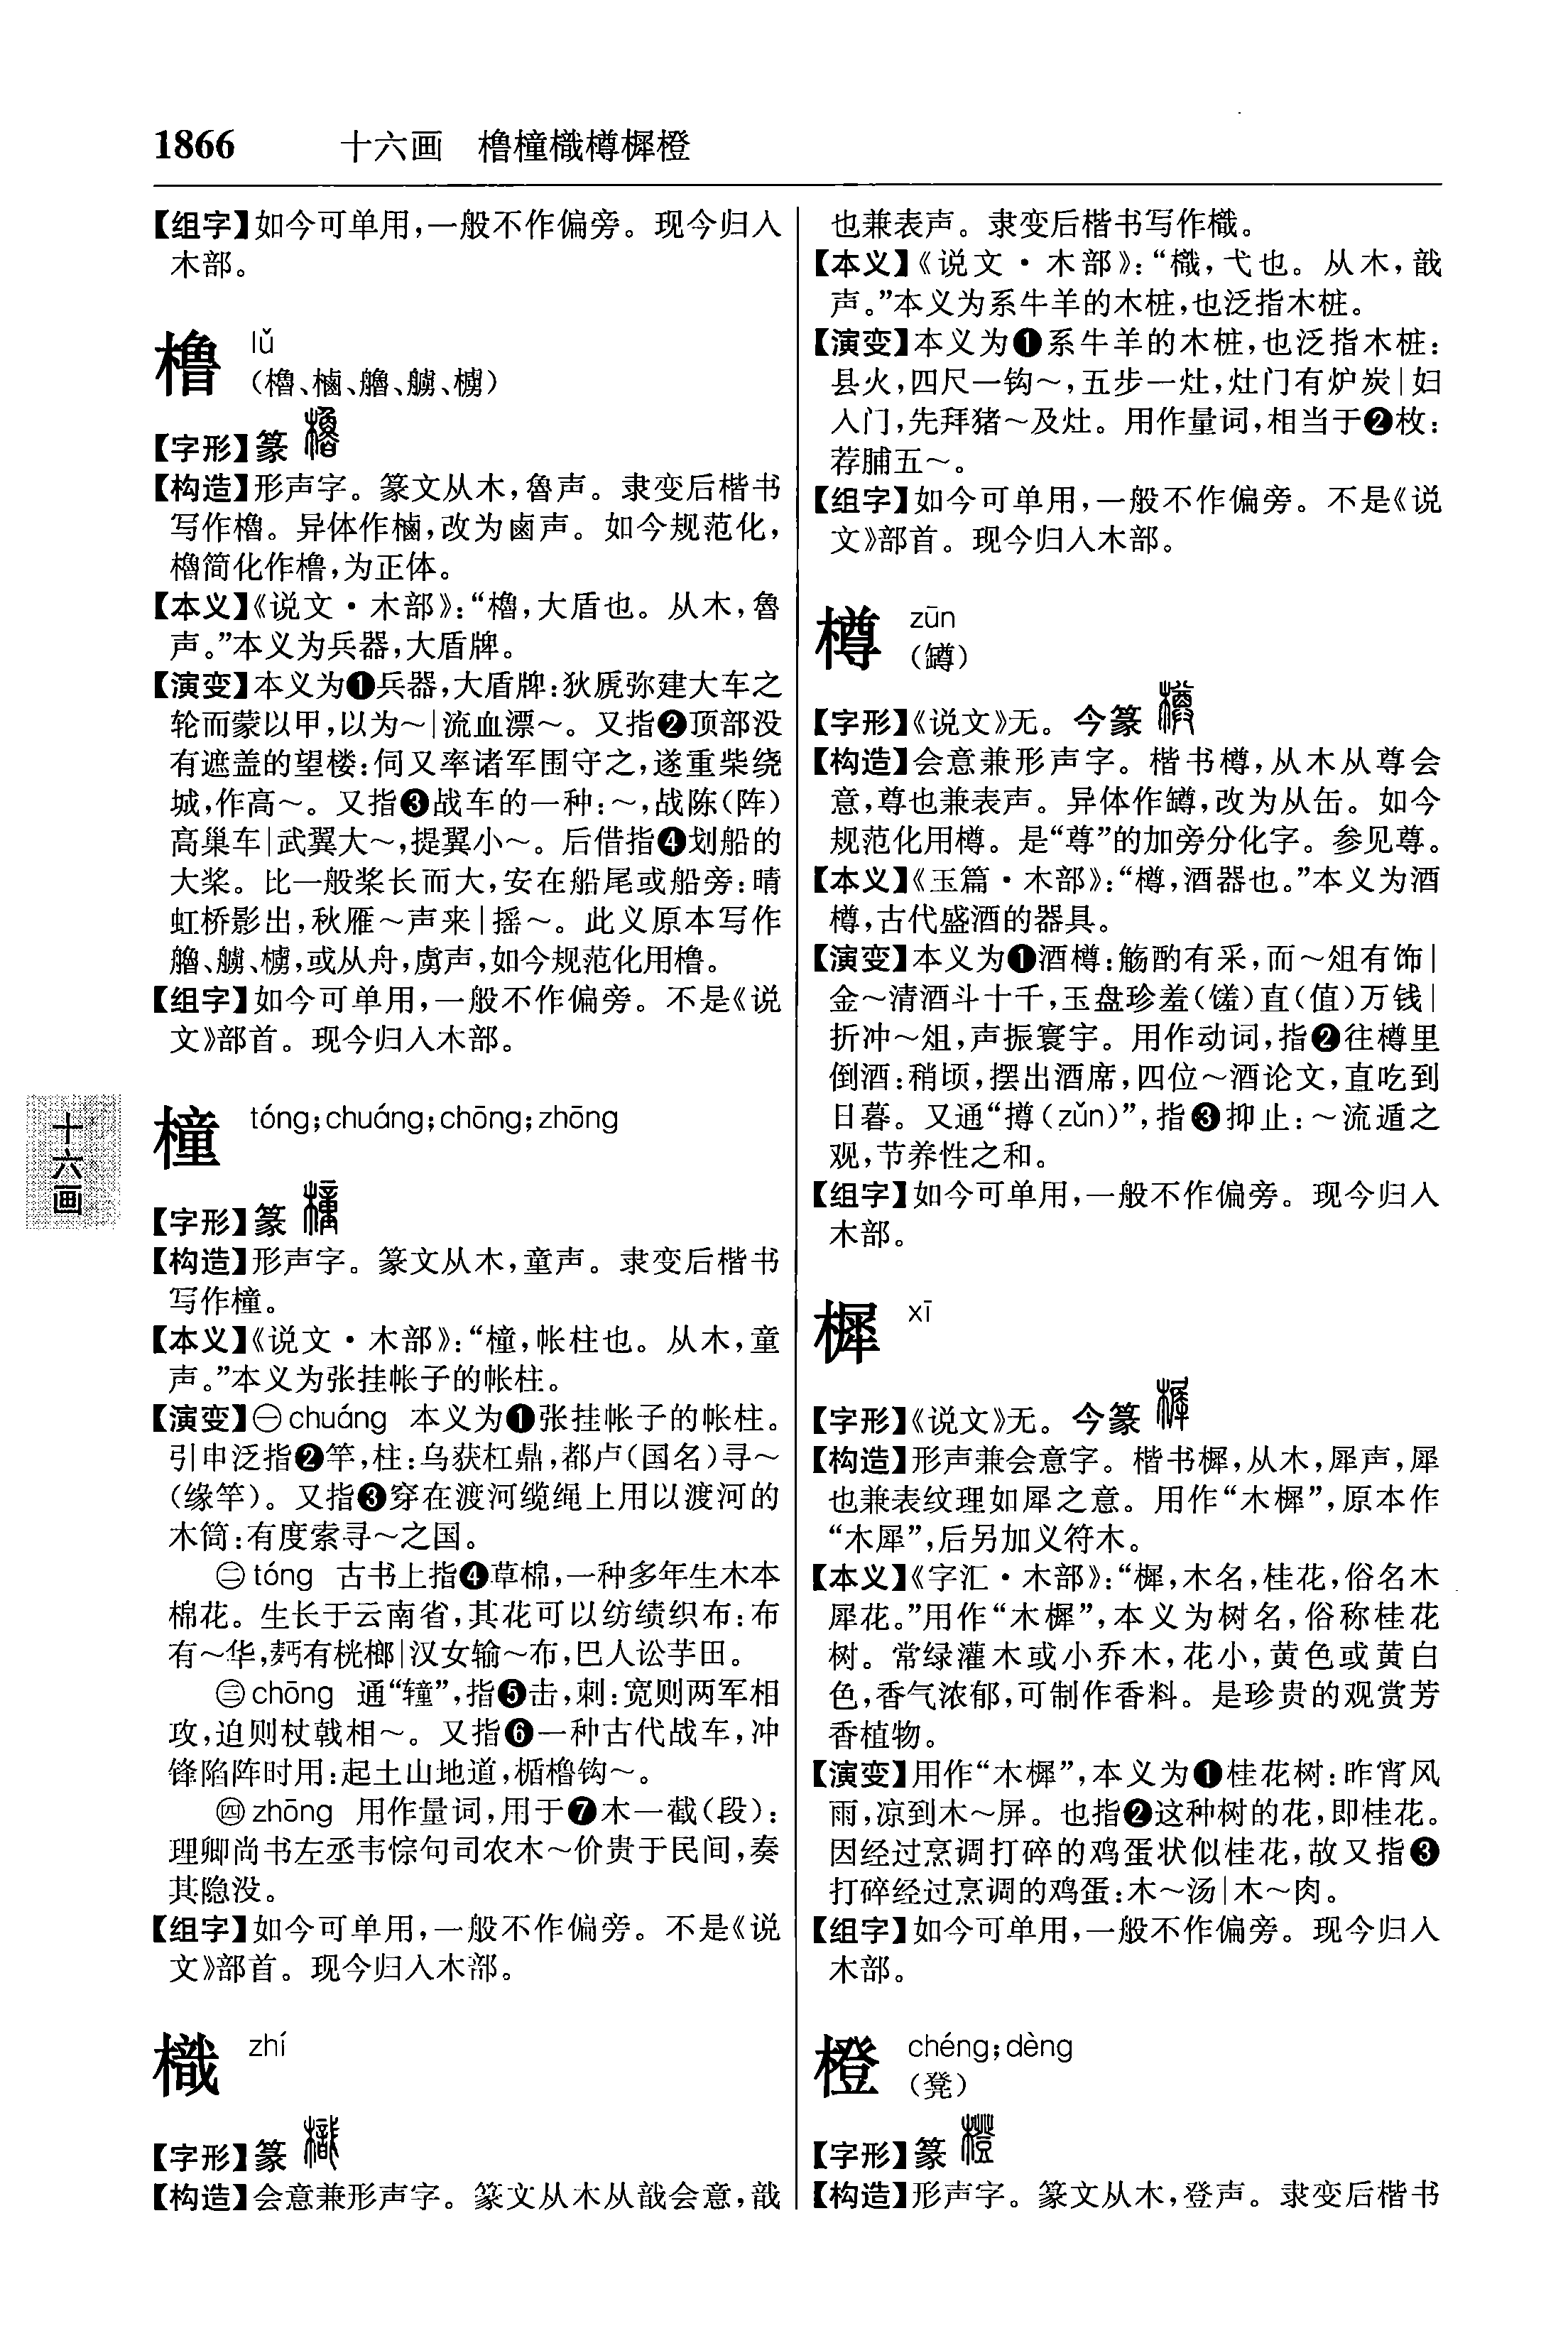 1866 十六画 橹橦樴樽樨橙
【组字】如今可单用,一般不作偏旁。现今归入
木部。
橹 lǔ
(櫓、樐、艪、艣、㯭)
【字形】篆
【构造】形声字。篆文从木,魯声。隶变后楷书
写作櫓。异体作樐,改为鹵声。如今规范化,
櫓简化作橹,为正体。
【本义】《说文·木部》:“櫓,大盾也。从木,魯
声。”本义为兵器,大盾牌。
【演变】本义为❶兵器,大盾牌:狄虒弥建大车之
轮而蒙以甲,以为～|流血漂～。又指❷顶部没
有遮盖的望楼:伺又率诸军围守之,遂重柴绕
城,作高～。又指❸战车的一种:～,战陈(阵)
高巢车|武翼大～,提翼小～。后借指❹划船的
大桨。比一般桨长而大,安在船尾或船旁:晴
虹桥影出,秋雁～声来|摇～。此义原本写作
艪、艣、㯭,或从舟,虜声,如今规范化用橹。
【组字】如今可单用,一般不作偏旁。不是《说
文》部首。现今归入木部。
十六画
橦 tóng;chuáng;chōng;zhōng
【字形】篆
【构造】形声字。篆文从木,童声。隶变后楷书
写作橦。
【本义】《说文·木部》:“橦,帐柱也。从木,童
声。”本义为张挂帐子的帐柱。
【演变】㊀chuáng 本义为❶张挂帐子的帐柱。
引申泛指❷竿,柱:乌获杠鼎,都卢(国名)寻～
(缘竿)。又指❸穿在渡河缆绳上用以渡河的
木筒:有度索寻～之国。
㊁tóng 古书上指❹草棉,一种多年生木本
棉花。生长于云南省,其花可以纺绩织布:布
有～华,麪有桄榔|汉女输～布,巴人讼芋田。
㊂chōng 通“𨍱”,指❺击,刺:宽则两军相
攻,迫则杖戟相～。又指❻一种古代战车,冲
锋陷阵时用:起土山地道,楯橹钩～。
㊃zhōng 用作量词,用于❼木一截(段):
理卿尚书左丞韦悰句司农木～价贵于民间,奏
其隐没。
【组字】如今可单用,一般不作偏旁。不是《说
文》部首。现今归入木部。
樴 zhí
【字形】篆
【构造】会意兼形声字。篆文从木从戠会意,戠
也兼表声。隶变后楷书写作樴。
【本义】《说文·木部》:“樴,弋也。从木,戠
声。”本义为系牛羊的木桩,也泛指木桩。
【演变】本义为❶系牛羊的木桩,也泛指木桩:
县火,四尺一钩～,五步一灶,灶门有炉炭|妇
入门,先拜猪～及灶。用作量词,相当于❷枚:
荐脯五～。
【组字】如今可单用,一般不作偏旁。不是《说
文》部首。现今归入木部。
樽 zūn
(罇)
【字形】《说文》无。今篆
【构造】会意兼形声字。楷书樽,从木从尊会
意,尊也兼表声。异体作罇,改为从缶。如今
规范化用樽。是“尊”的加旁分化字。参见尊。
【本义】《玉篇·木部》:“樽,酒器也。”本义为酒
樽,古代盛酒的器具。
【演变】本义为❶酒樽:觞酌有采,而～俎有饰|
金～清酒斗十千,玉盘珍羞(馐)直(值)万钱|
折冲～俎,声振寰宇。用作动词,指❷往樽里
倒酒:稍顷,摆出酒席,四位～酒论文,直吃到
日暮。又通“撙(zǔn)”,指❸抑止:～流遁之
观,节养性之和。
【组字】如今可单用,一般不作偏旁。现今归入
木部。
樨 xī
【字形】《说文》无。今篆
【构造】形声兼会意字。楷书樨,从木,犀声,犀
也兼表纹理如犀之意。用作“木樨”,原本作
“木犀”,后另加义符木。
【本义】《字汇·木部》:“樨,木名,桂花,俗名木
犀花。”用作“木樨”,本义为树名,俗称桂花
树。常绿灌木或小乔木,花小,黄色或黄白
色,香气浓郁,可制作香料。是珍贵的观赏芳
香植物。
【演变】用作“木樨”,本义为❶桂花树:昨宵风
雨,凉到木～屏。也指❷这种树的花,即桂花。
因经过烹调打碎的鸡蛋状似桂花,故又指❸
打碎经过烹调的鸡蛋:木～汤|木～肉。
【组字】如今可单用,一般不作偏旁。现今归入
木部。
橙 chéng;dèng
(凳)
【字形】篆
【构造】形声字。篆文从木,登声。隶变后楷书